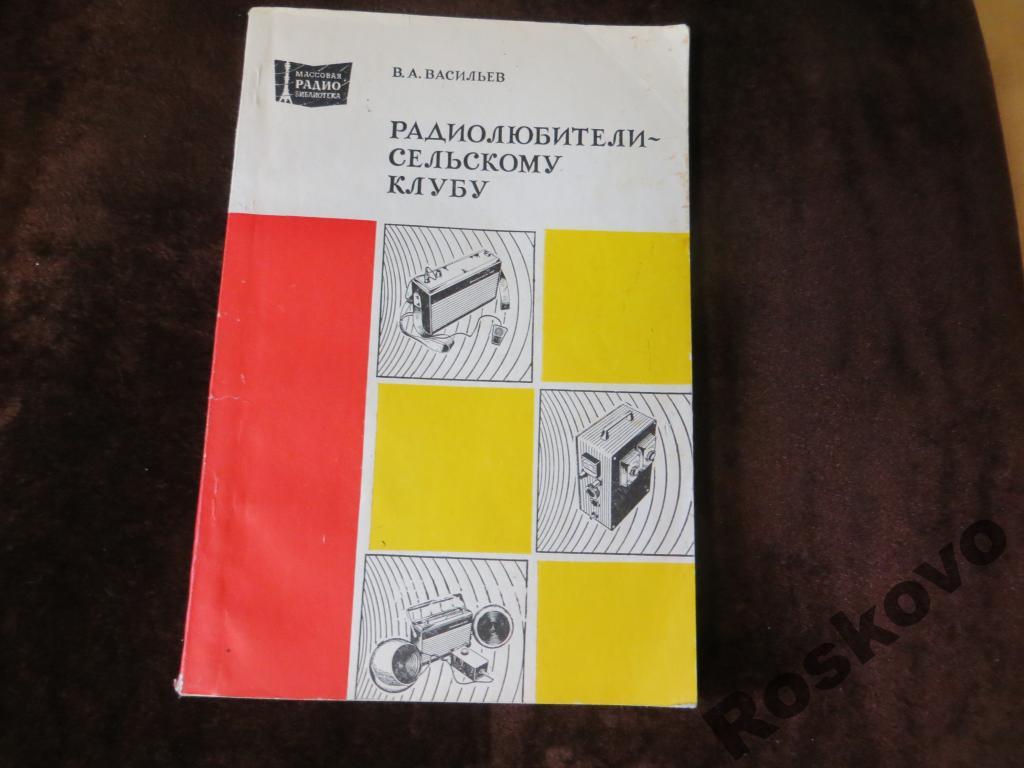 МАССОВАЯ
РАДИО
БИБЛИОТЕКА
В. А. ВАСИЛЬЕВ
РАДИОЛЮБИТЕЛИ–
СЕЛЬСКОМУ
КЛУБУ
Roskovo